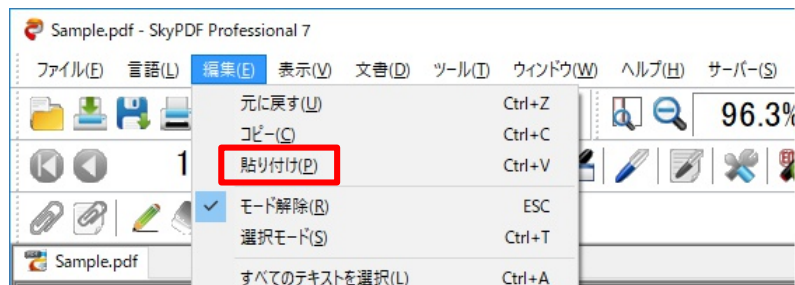 Sample.pdf - SkyPDF Professional 7
ファイル(F) 言語(L) 編集(E) 表示(V) 文書(D) ツール(T) ウィンドウ(W) ヘルプ(H) サーバー(S)
元に戻す(U) Ctrl+Z
96.3%
コピー(C) Ctrl+C
1
貼り付け(P) Ctrl+V
モード解除(R) ESC
選択モード(S) Ctrl+T
Sample.pdf
すべてのテキストを選択(L) Ctrl+A